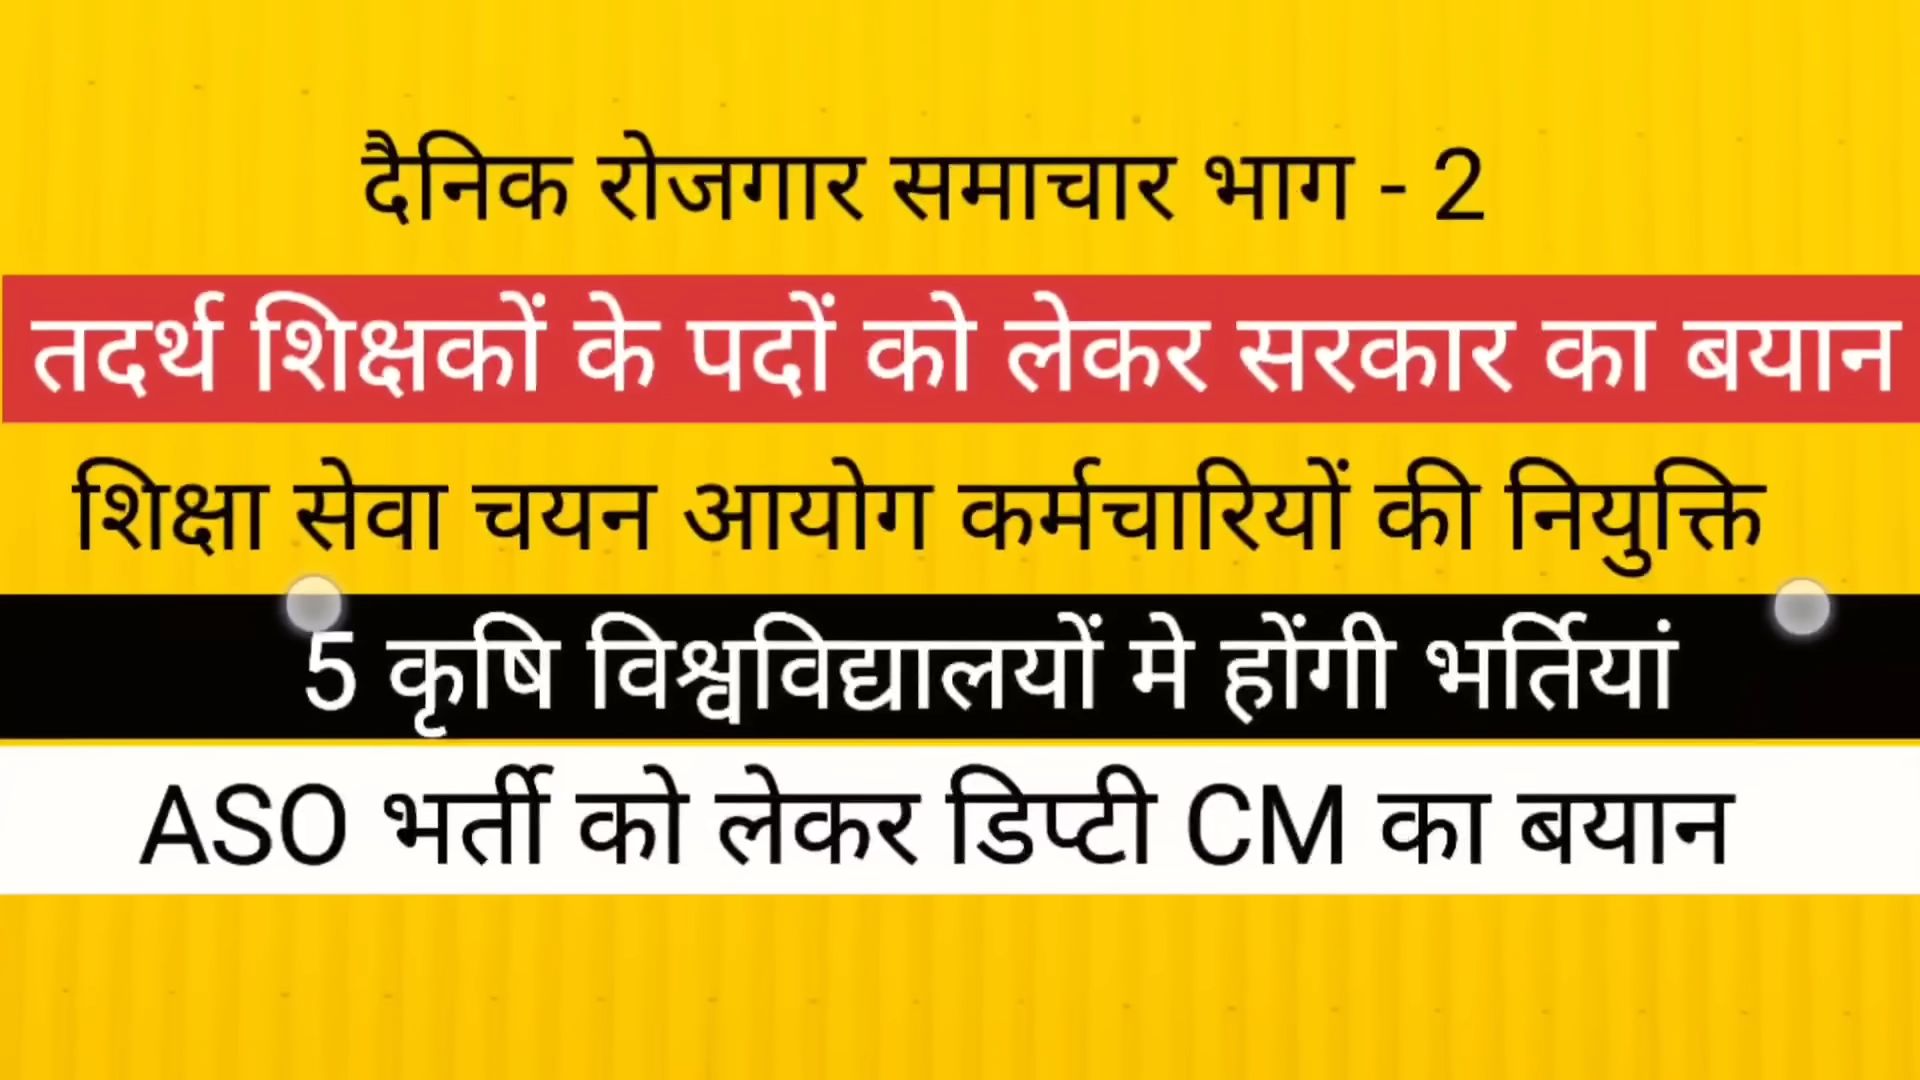 दैनिक रोजगार समाचार भाग - 2
तदर्थ शिक्षकों के पदों को लेकर सरकार का बयान
शिक्षा सेवा चयन आयोग कर्मचारियों की नियुक्ति
5 कृषि विश्वविद्यालयों मे होंगी भर्तियां
ASO भर्ती को लेकर डिप्टी CM का बयान